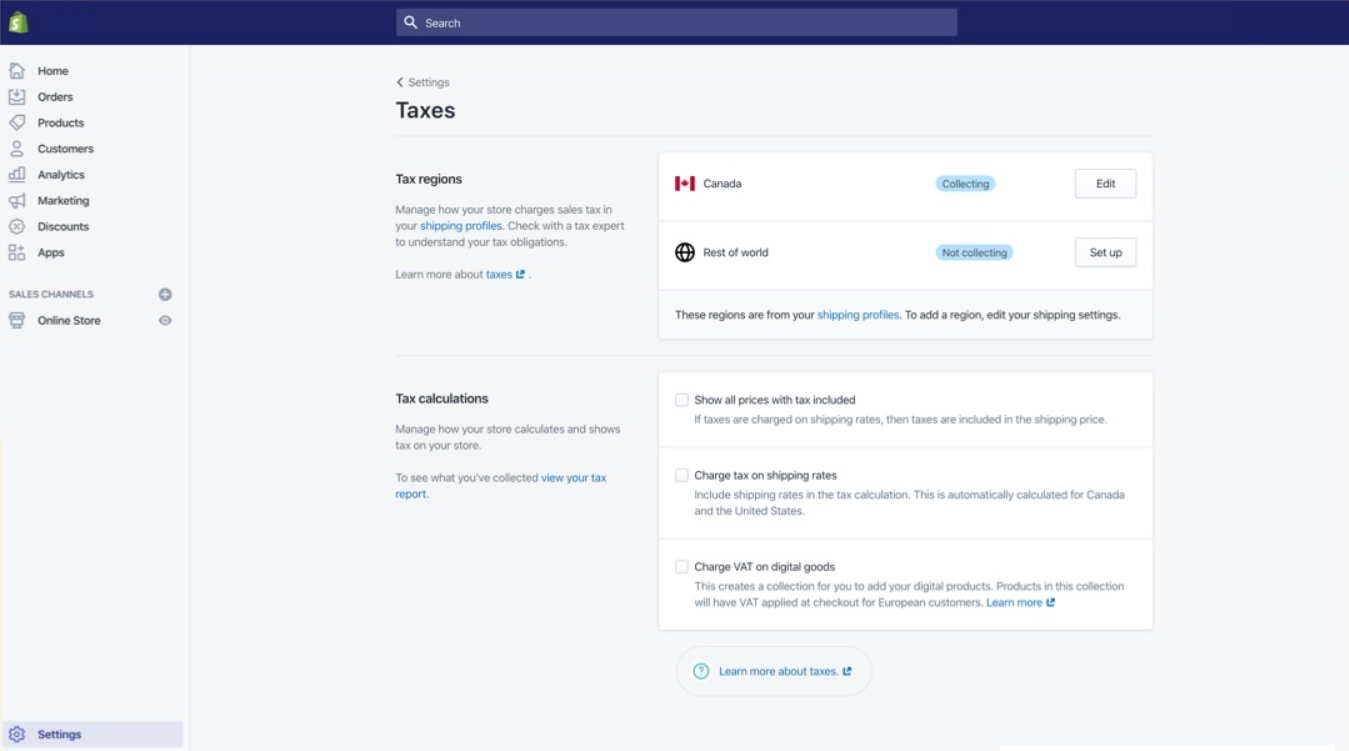 Search
Home
Orders
Products
Customers
Analytics
Marketing
Discounts
Apps
SALES CHANNELS
Online Store
Settings
Settings
Taxes
Tax regions
Manage how your store charges sales tax in
your shipping profiles. Check with a tax expert
to understand your tax obligations.
Learn more about taxes .
Canada Collecting Edit
Rest of world Not collecting Set up
These regions are from your shipping profiles. To add a region, edit your shipping settings.
Tax calculations
Manage how your store calculates and shows
tax on your store.
To see what you've collected view your tax
report.
Show all prices with tax included
If taxes are charged on shipping rates, then taxes are included in the shipping price.
Charge tax on shipping rates
Include shipping rates in the tax calculation. This is automatically calculated for Canada
and the United States.
Charge VAT on digital goods
This creates a collection for you to add your digital products. Products in this collection
will have VAT applied at checkout for European customers. Learn more
Learn more about taxes.